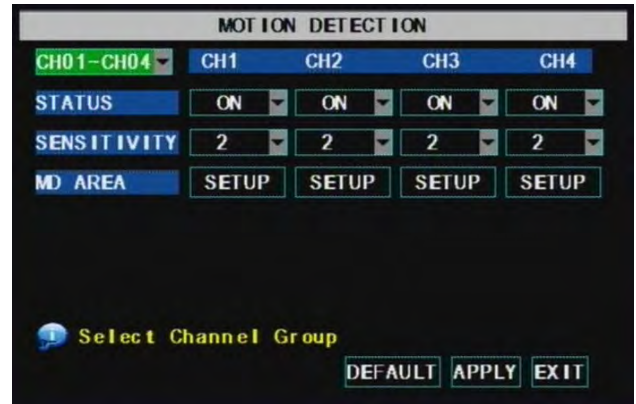 MOTION DETECTION
CH01-CH04 CH1 CH2 CH3 CH4
STATUS ON ON ON ON
SENSITIVITY 2 2 2 2
MD AREA SETUP SETUP SETUP SETUP
Select Channel Group
DEFAULT APPLY EXIT